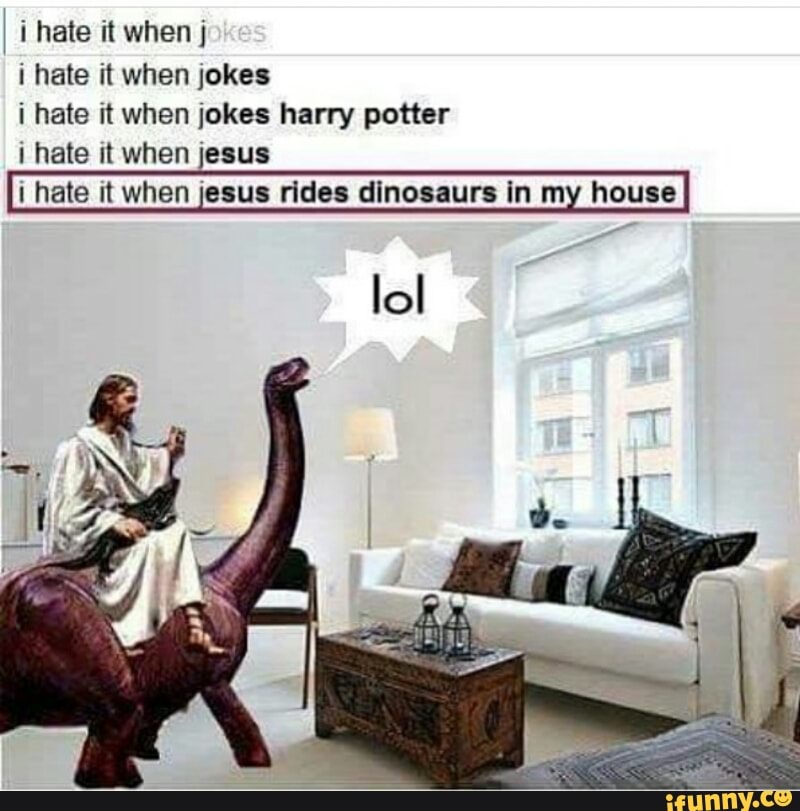 i hate it when jokes
i hate it when jokes
i hate it when jokes harry potter
i hate it when jesus
i hate it when jesus rides dinosaurs in my house
lol
ifunny.co